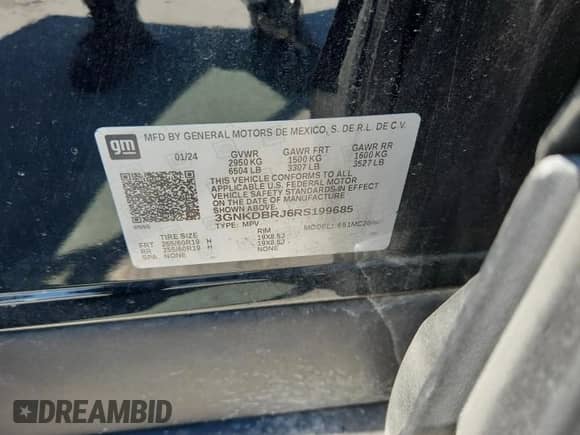 gm
MFD BY GENERAL MOTORS DE MEXICO, S. DE R.L. DE C.V.
01/24 GVWR GAWR FRT GAWR RR
2950 KG 1500 KG 1600 KG
6504 LB 3307 LB 3527 LB
THIS VEHICLE CONFORMS TO ALL
APPLICABLE U.S. FEDERAL MOTOR
VEHICLE SAFETY STANDARDS IN EFFECT
ON THE DATE OF MANUFACTURE
SHOWN ABOVE.
3GNKDBRJ6RS199685
TYPE: MPV MODEL:
TIRE SIZE RIM
FRT 255/60R19 H 19X8.5J
RR 255/60R19 H 19X8.5J
SPA NONE NONE
DREAMBID